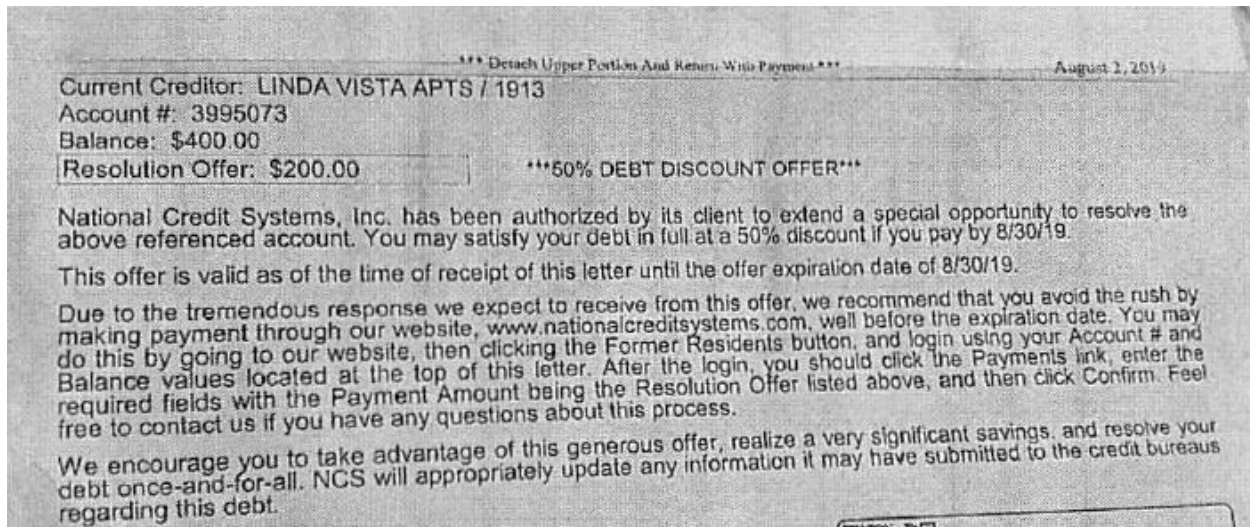 *** Detach Upper Portion And Return With Payment ***
August 2, 2019
Current Creditor: LINDA VISTA APTS / 1913
Account #: 3995073
Balance: $400.00
Resolution Offer: $200.00
***50% DEBT DISCOUNT OFFER***
National Credit Systems, Inc. has been authorized by its client to extend a special opportunity to resolve the
above referenced account. You may satisfy your debt in full at a 50% discount if you pay by 8/30/19.
This offer is valid as of the time of receipt of this letter until the offer expiration date of 8/30/19.
Due to the tremendous response we expect to receive from this offer, we recommend that you avoid the rush by
making payment through our website, www.nationalcreditsystems.com, well before the expiration date. You may
do this by going to our website, then clicking the Former Residents button, and login using your Account # and
Balance values located at the top of this letter. After the login, you should click the Payments link, enter the
required fields with the Payment Amount being the Resolution Offer listed above, and then click Confirm. Feel
free to contact us if you have any questions about this process.
We encourage you to take advantage of this generous offer, realize a very significant savings, and resolve your
debt once-and-for-all. NCS will appropriately update any information it may have submitted to the credit bureaus
regarding this debt.